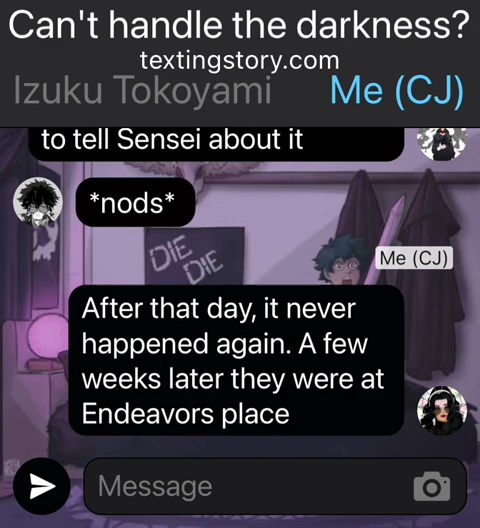 Can't handle the darkness?
textingstory.com
Izuku Tokoyami Me (CJ)
to tell Sensei about it
*nods*
DIE
DIE
Me (CJ)
After that day, it never
happened again. A few
weeks later they were at
Endeavors place
Message